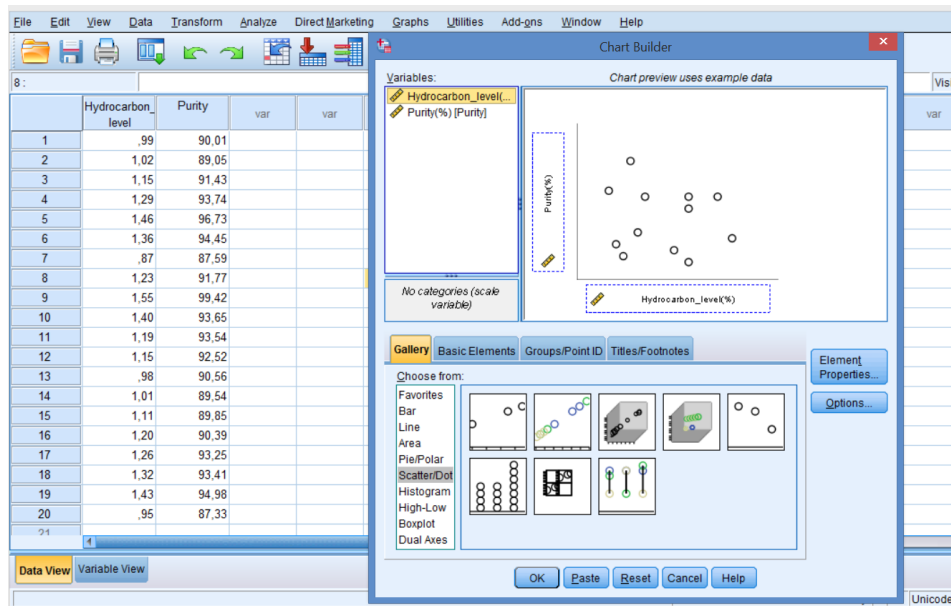 File Edit View Data Transform Analyze Direct Marketing Graphs Utilities Add-ons Window Help
8 :
Vis
Hydrocarbon_
level
Purity
var
var
var
1 ,99 90,01
2 1,02 89,05
3 1,15 91,43
4 1,29 93,74
5 1,46 96,73
6 1,36 94,45
7 ,87 87,59
8 1,23 91,77
9 1,55 99,42
10 1,40 93,65
11 1,19 93,54
12 1,15 92,52
13 ,98 90,56
14 1,01 89,54
15 1,11 89,85
16 1,20 90,39
17 1,26 93,25
18 1,32 93,41
19 1,43 94,98
20 ,95 87,33
21
Data View Variable View
Chart Builder
Variables:
Chart preview uses example data
Hydrocarbon_level(...
Purity(%) [Purity]
No categories (scale
variable)
Purity(%)
Hydrocarbon_level(%)
Gallery Basic Elements Groups/Point ID Titles/Footnotes
Choose from:
Favorites
Bar
Line
Area
Pie/Polar
Scatter/Dot
Histogram
High-Low
Boxplot
Dual Axes
Element
Properties...
Options...
OK Paste Reset Cancel Help
Unicode